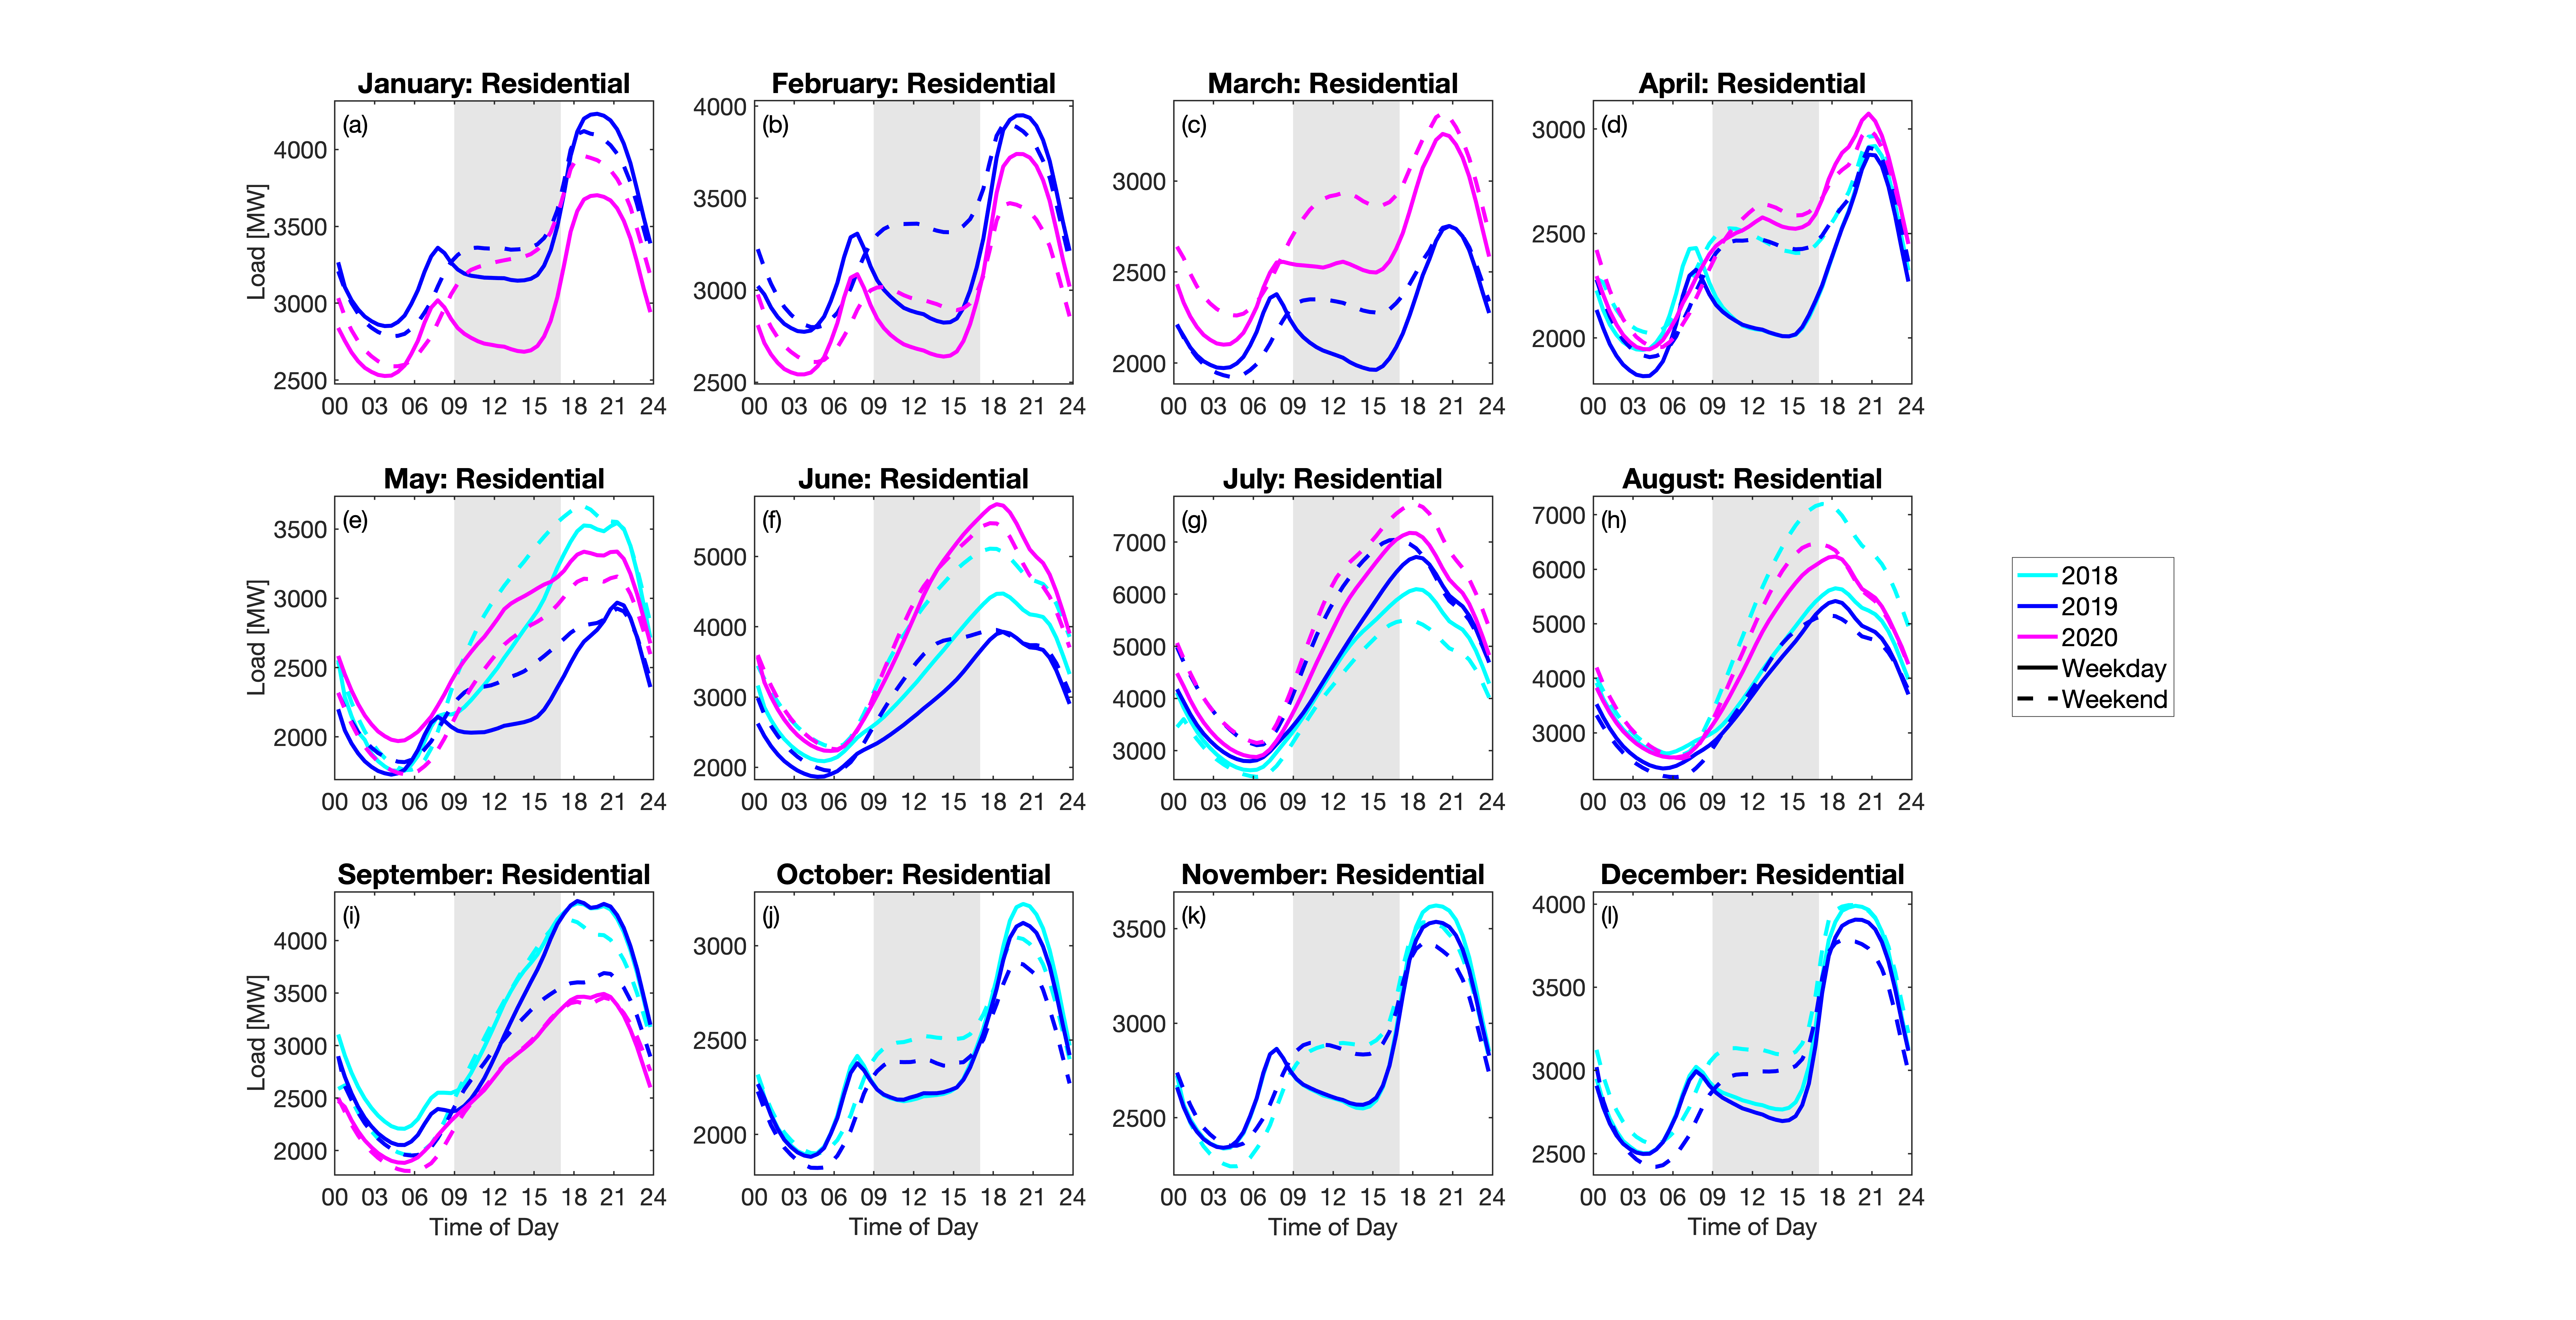 January: Residential
(a)
Load [MW]
4000
3500
3000
2500
00 03 06 09 12 15 18 21 24
February: Residential
(b)
4000
3500
3000
2500
00 03 06 09 12 15 18 21 24
March: Residential
(c)
3000
2500
2000
00 03 06 09 12 15 18 21 24
April: Residential
(d)
3000
2500
2000
00 03 06 09 12 15 18 21 24
May: Residential
(e)
Load [MW]
3500
3000
2500
2000
00 03 06 09 12 15 18 21 24
June: Residential
(f)
5000
4000
3000
2000
00 03 06 09 12 15 18 21 24
July: Residential
(g)
7000
6000
5000
4000
3000
00 03 06 09 12 15 18 21 24
August: Residential
(h)
7000
6000
5000
4000
3000
00 03 06 09 12 15 18 21 24
2018
2019
2020
Weekday
Weekend
September: Residential
(i)
Load [MW]
4000
3500
3000
2500
2000
00 03 06 09 12 15 18 21 24
Time of Day
October: Residential
(j)
3000
2500
2000
00 03 06 09 12 15 18 21 24
Time of Day
November: Residential
(k)
3500
3000
2500
00 03 06 09 12 15 18 21 24
Time of Day
December: Residential
(l)
4000
3500
3000
2500
00 03 06 09 12 15 18 21 24
Time of Day